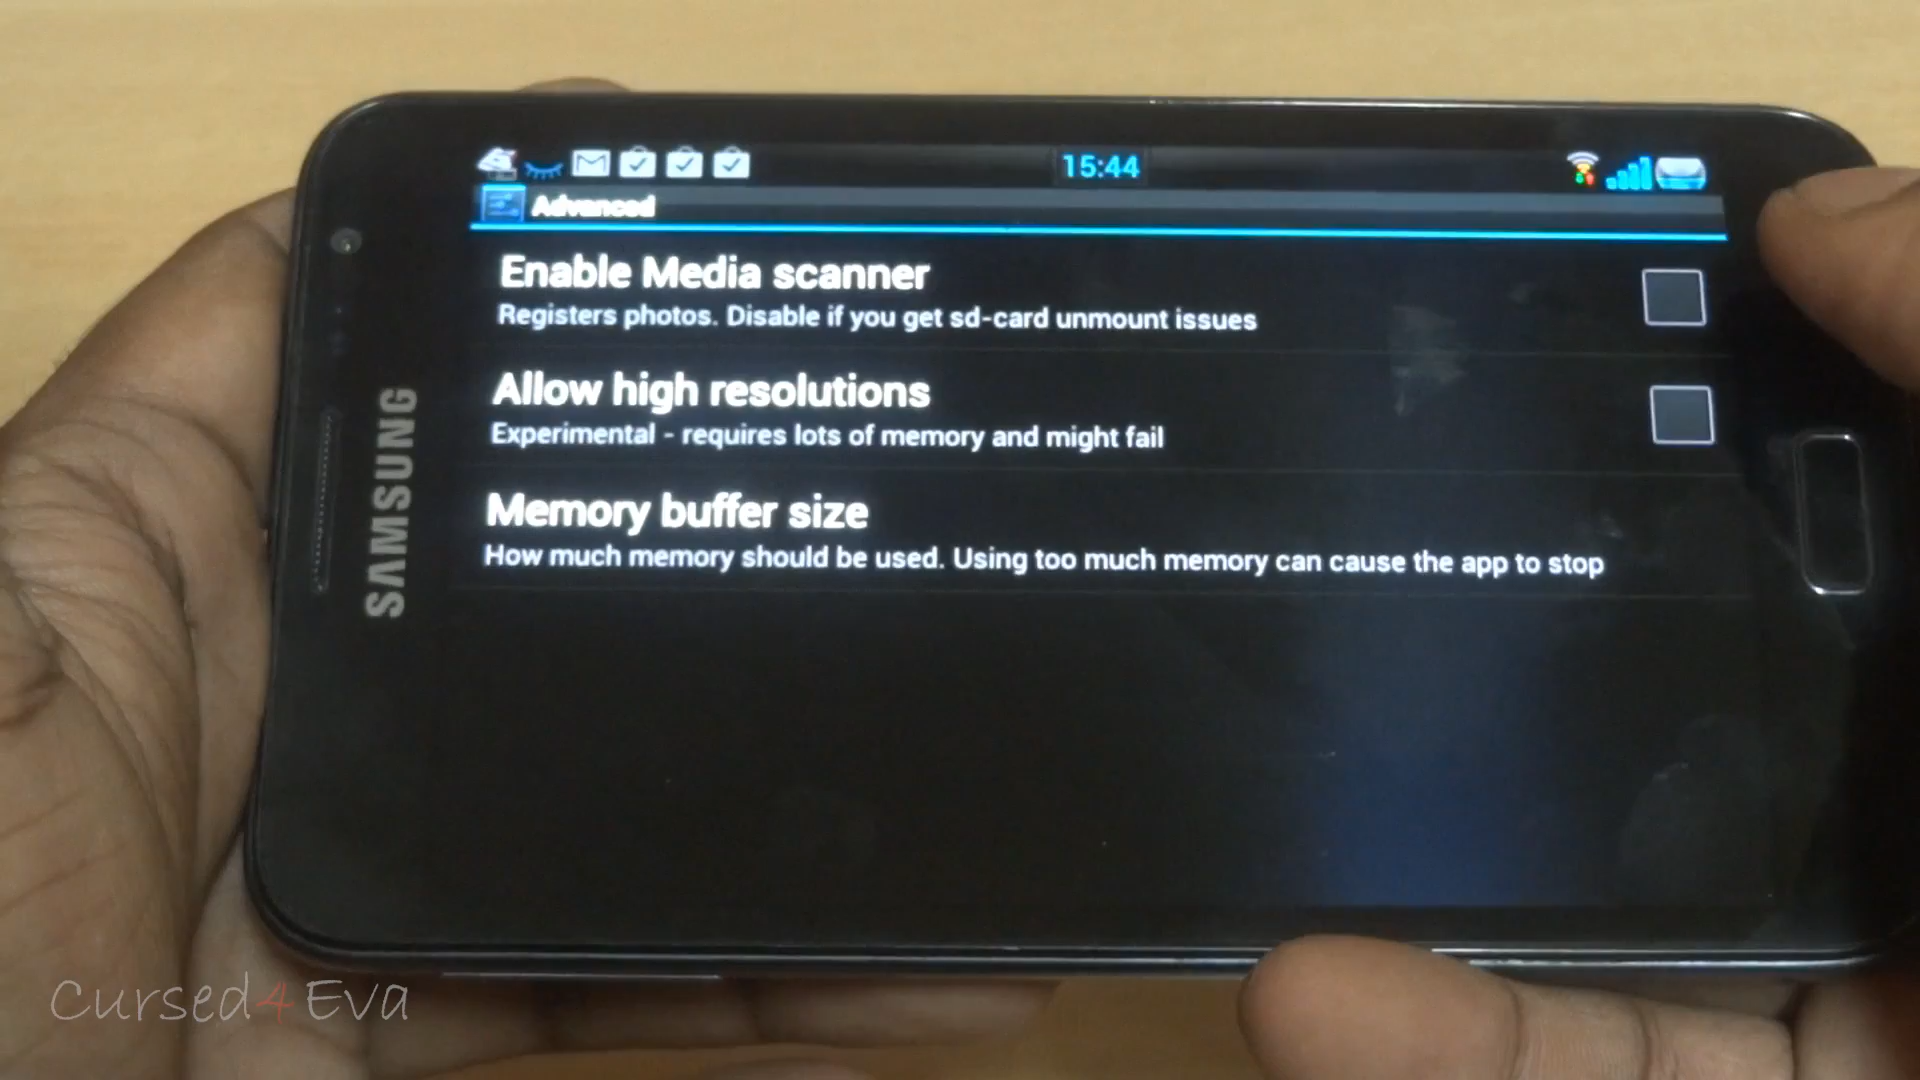 15:44
Advanced
Enable Media scanner
Registers photos. Disable if you get sd-card unmount issues
Allow high resolutions
Experimental - requires lots of memory and might fail
Memory buffer size
How much memory should be used. Using too much memory can cause the app to stop
SAMSUNG
Cursed4Eva